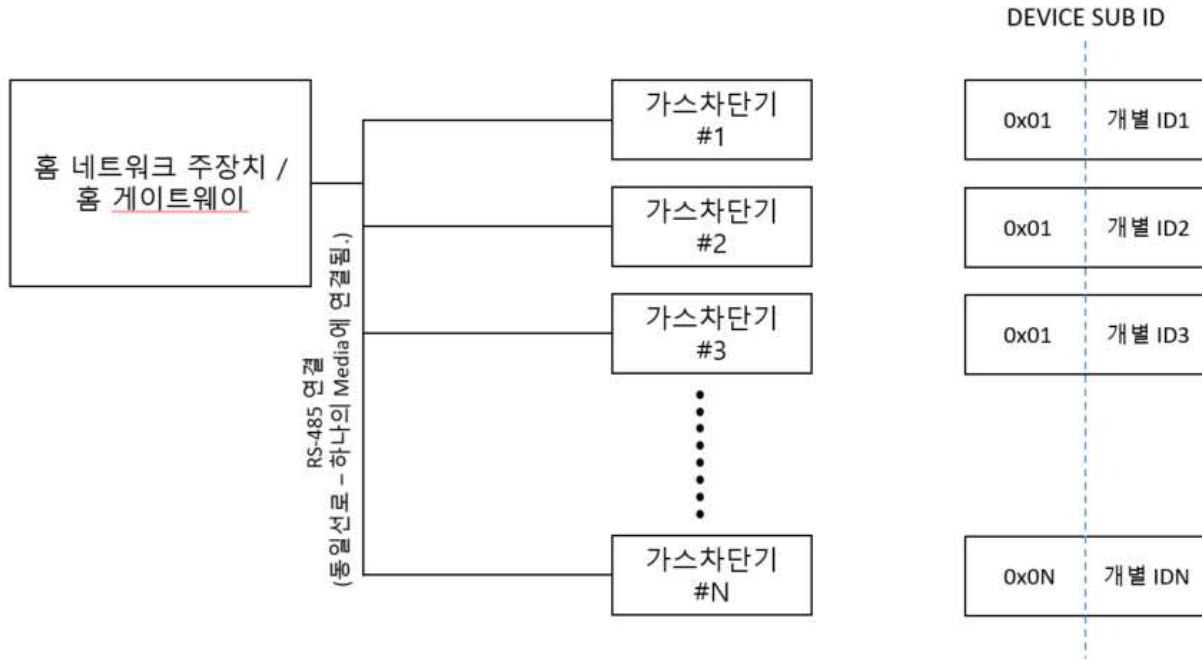 DEVICE SUB ID
홈 네트워크 주장치 /
홈 게이트웨이
RS-485 연결
(동일선로 – 하나의 Media에 연결됨.)
가스차단기
#1
0x01 개별 ID1
가스차단기
#2
0x01 개별 ID2
가스차단기
#3
0x01 개별 ID3
가스차단기
#N
0x0N 개별 IDN